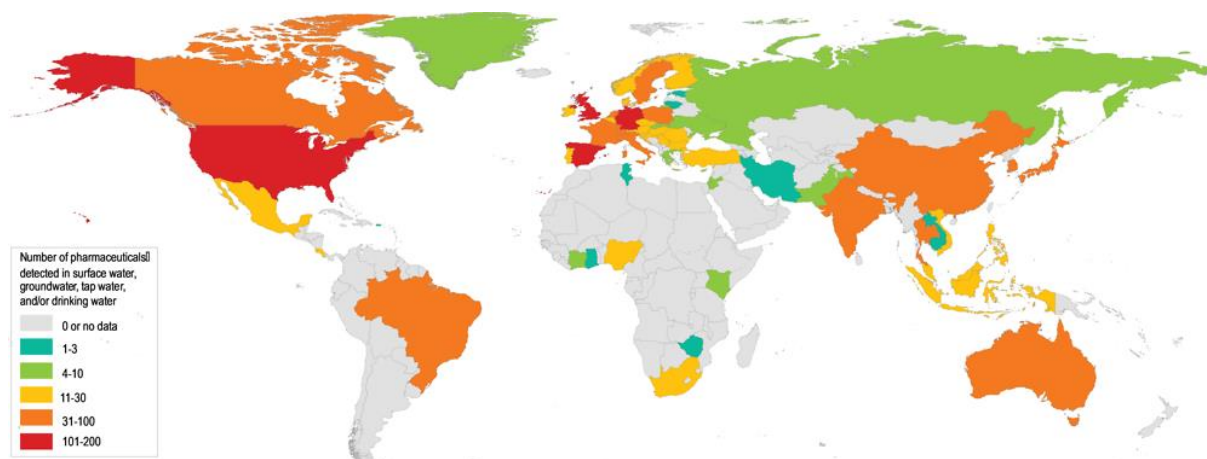 Number of pharmaceuticals
detected in surface water,
groundwater, tap water,
and/or drinking water
0 or no data
1-3
4-10
11-30
31-100
101-200